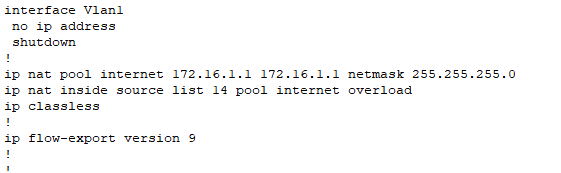 interface Vlan1
no ip address
shutdown
!
ip nat pool internet 172.16.1.1 172.16.1.1 netmask 255.255.255.0
ip nat inside source list 14 pool internet overload
ip classless
!
ip flow-export version 9
!
!